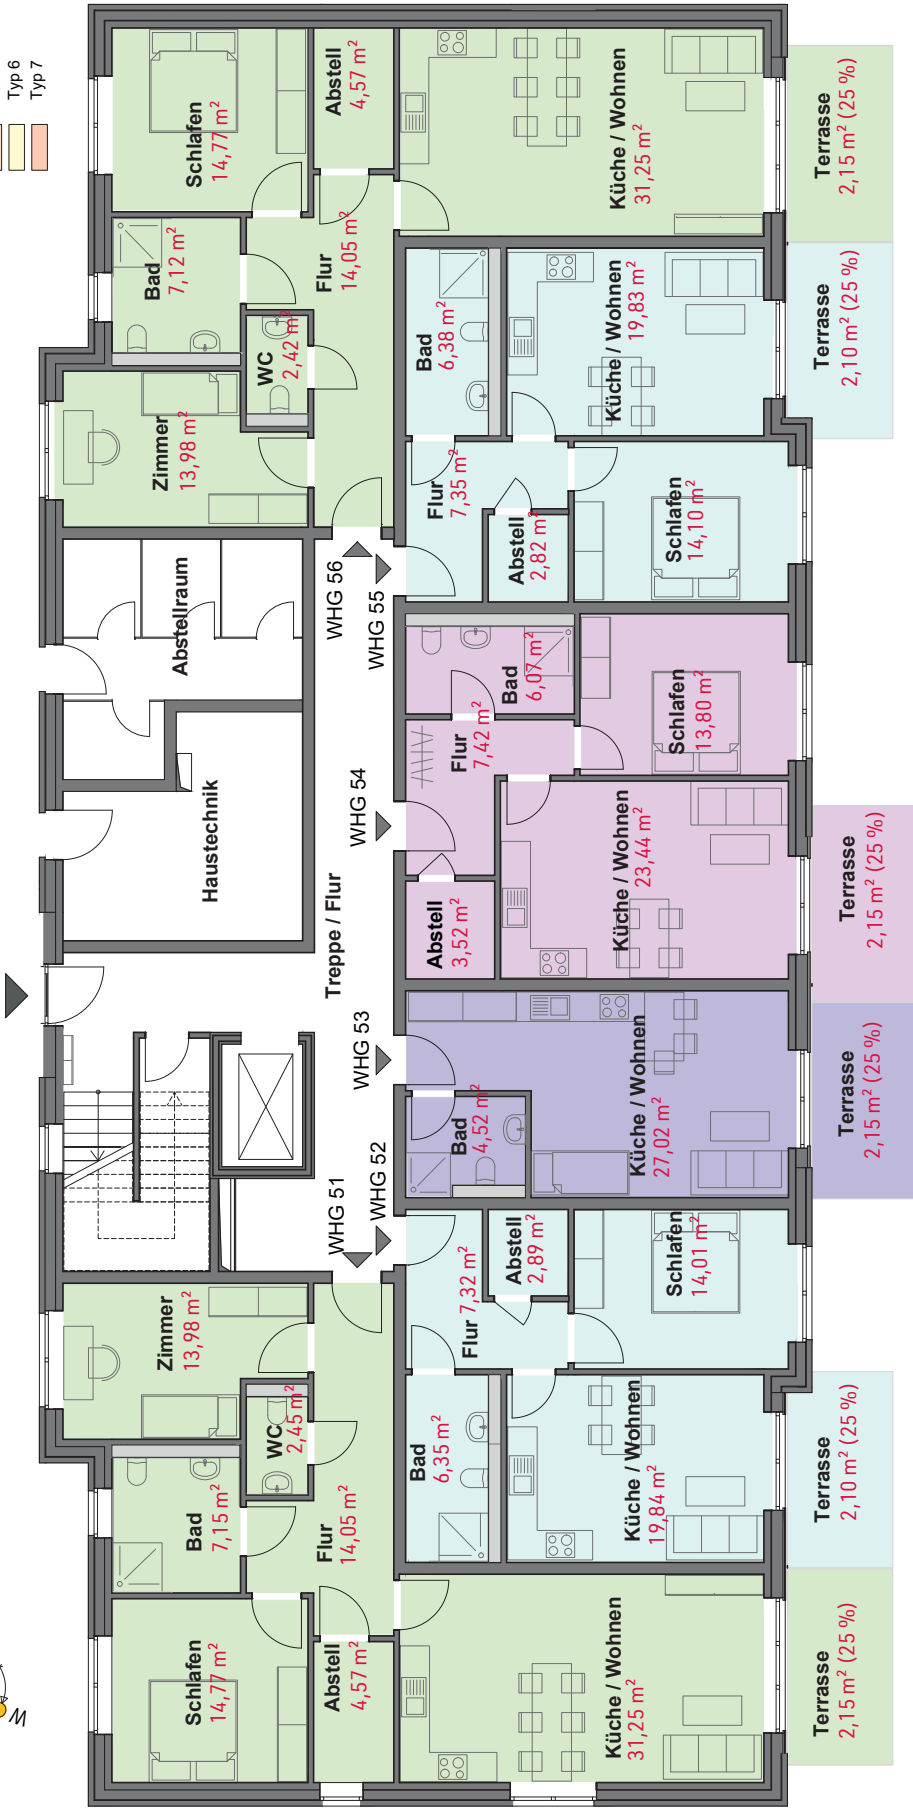 Typ 6
Typ 7
W
Schlafen
14,77 m²
Bad
7,15 m²
Zimmer
13,98 m²
WC
2,45 m²
Flur
14,05 m²
Abstell
4,57 m²
Küche / Wohnen
31,25 m²
Terrasse
2,15 m² (25 %)
WHG 51
WHG 52
Bad
6,35 m²
Flur 7,32 m²
Abstell
2,89 m²
Küche / Wohnen
19,84 m²
Schlafen
14,01 m²
Terrasse
2,10 m² (25 %)
WHG 53
Bad
4,52 m²
Küche / Wohnen
27,02 m²
Terrasse
2,15 m² (25 %)
Treppe / Flur
Haustechnik
Abstellraum
WHG 54
Abstell
3,52 m²
Flur
7,42 m²
Bad
6,07 m²
Küche / Wohnen
23,44 m²
Schlafen
13,80 m²
Terrasse
2,15 m² (25 %)
WHG 55
WHG 56
Flur
7,35 m²
Abstell
2,82 m²
Bad
6,38 m²
Schlafen
14,10 m²
Küche / Wohnen
19,83 m²
Terrasse
2,10 m² (25 %)
Zimmer
13,98 m²
WC
2,42 m²
Bad
7,12 m²
Flur
14,05 m²
Schlafen
14,77 m²
Abstell
4,57 m²
Küche / Wohnen
31,25 m²
Terrasse
2,15 m² (25 %)